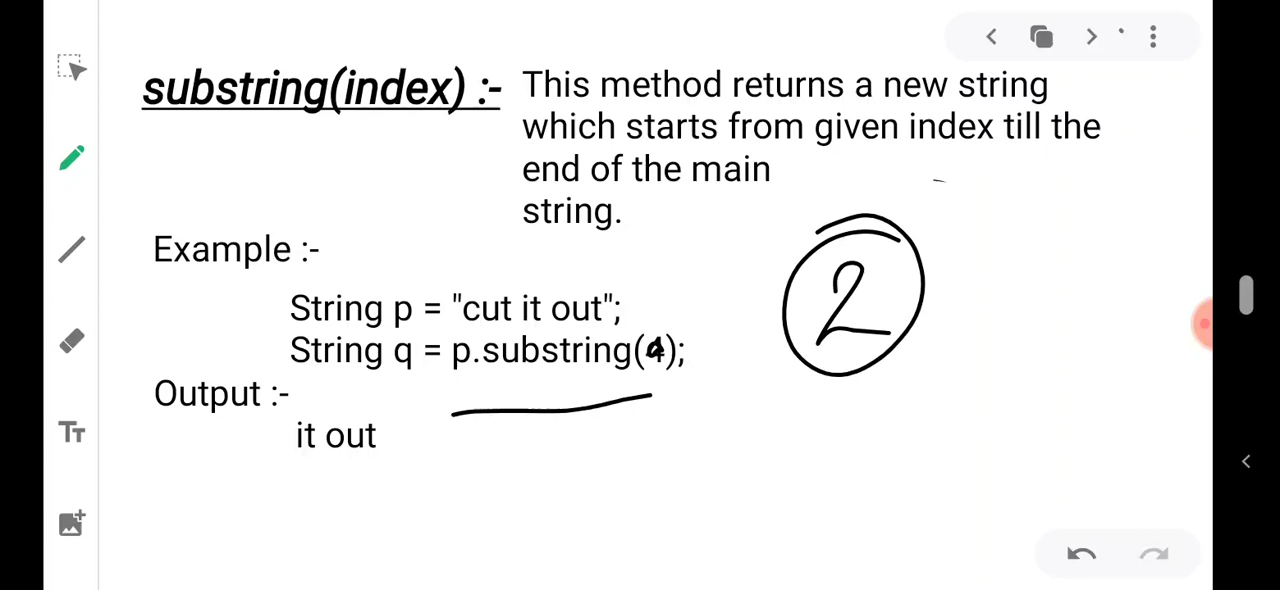 substring(index) :- This method returns a new string
which starts from given index till the
end of the main
string.
Example :-
String p = "cut it out";
2
String q = p.substring(4);
Output :-
it out
TT